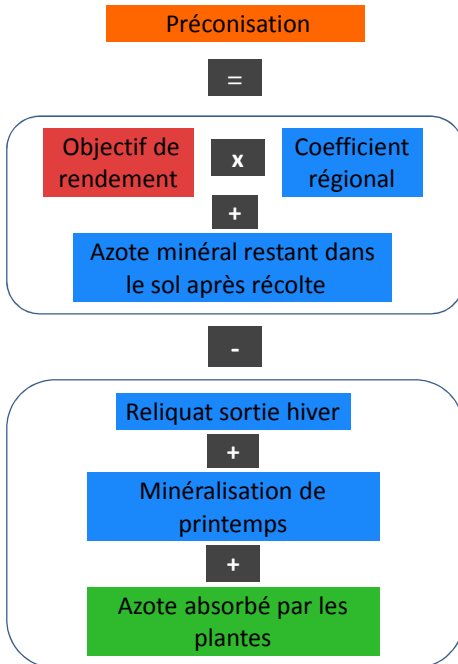 Préconisation
=
Objectif de
rendement
x
Coefficient
régional
+
Azote minéral restant dans
le sol après récolte
-
Reliquat sortie hiver
+
Minéralisation de
printemps
+
Azote absorbé par les
plantes